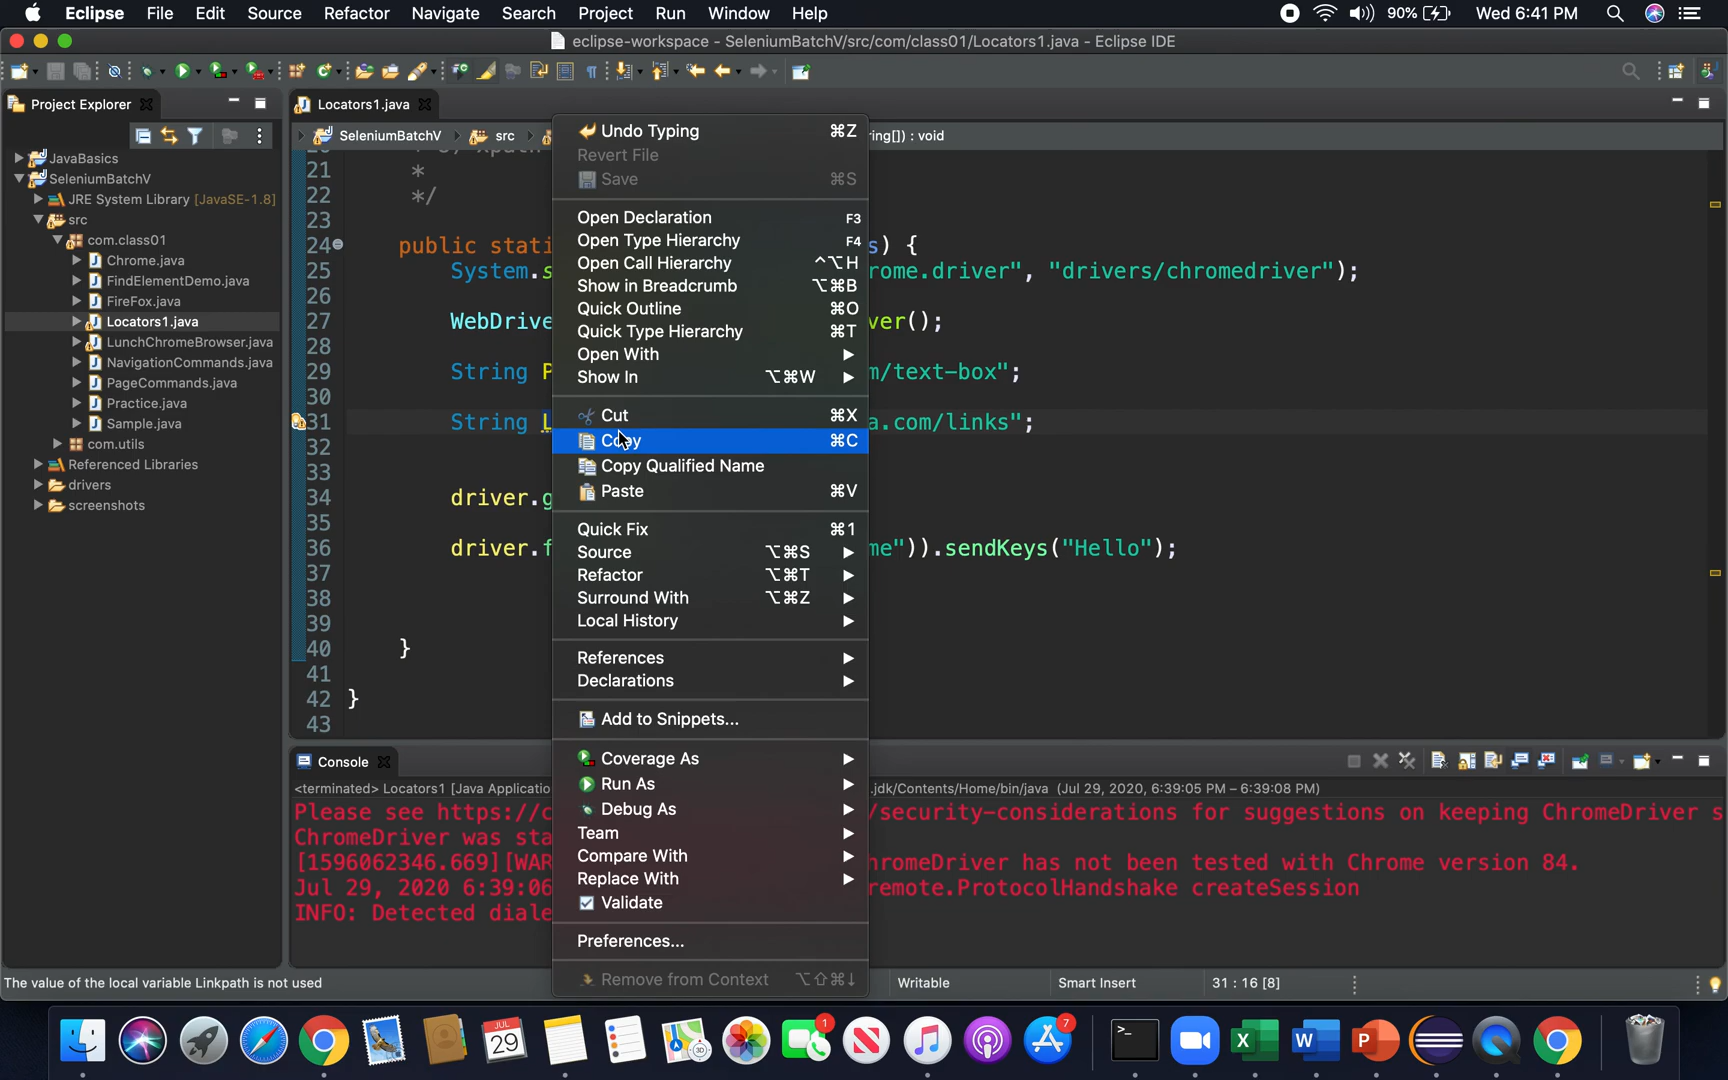 Eclipse File Edit Source Refactor Navigate Search Project Run Window Help 90% Wed 6:41 PM
eclipse-workspace - SeleniumBatchV/src/com/class01/Locators1.java - Eclipse IDE
Project Explorer
JavaBasics
SeleniumBatchV
JRE System Library [JavaSE-1.8]
src
com.class01
Chrome.java
FindElementDemo.java
FireFox.java
Locators1.java
LunchChromeBrowser.java
NavigationCommands.java
PageCommands.java
Practice.java
Sample.java
com.utils
Referenced Libraries
drivers
screenshots
Locators1.java
SeleniumBatchV src ring[]) : void
21 *
22 */
23
24 public stati s) {
25 System.s rome.driver", "drivers/chromedriver");
26
27 WebDrive ver();
28
29 String P m/text-box";
30
31 String L a.com/links";
32
33
34 driver.g
35
36 driver.f me")).sendKeys("Hello");
37
38
39
40 }
41
42 }
43
Undo Typing ⌘Z
Revert File
Save ⌘S
Open Declaration F3
Open Type Hierarchy F4
Open Call Hierarchy ^⌥H
Show in Breadcrumb ⌥⌘B
Quick Outline ⌘O
Quick Type Hierarchy ⌘T
Open With
Show In ⌥⌘W
Cut ⌘X
Copy ⌘C
Copy Qualified Name
Paste ⌘V
Quick Fix ⌘1
Source ⌥⌘S
Refactor ⌥⌘T
Surround With ⌥⌘Z
Local History
References
Declarations
Add to Snippets...
Coverage As
Run As
Debug As
Team
Compare With
Replace With
Validate
Preferences...
Remove from Context ⌥⇧⌘↓
Console
<terminated> Locators1 [Java Applicatio .jdk/Contents/Home/bin/java (Jul 29, 2020, 6:39:05 PM – 6:39:08 PM)
Please see https://c /security-considerations for suggestions on keeping ChromeDriver s
ChromeDriver was sta
[1596062346.669][WAR hromeDriver has not been tested with Chrome version 84.
Jul 29, 2020 6:39:06 remote.ProtocolHandshake createSession
INFO: Detected diale
The value of the local variable Linkpath is not used Writable Smart Insert 31 : 16 [8]
JUL
29
3D
1
7
>_
X
W
P